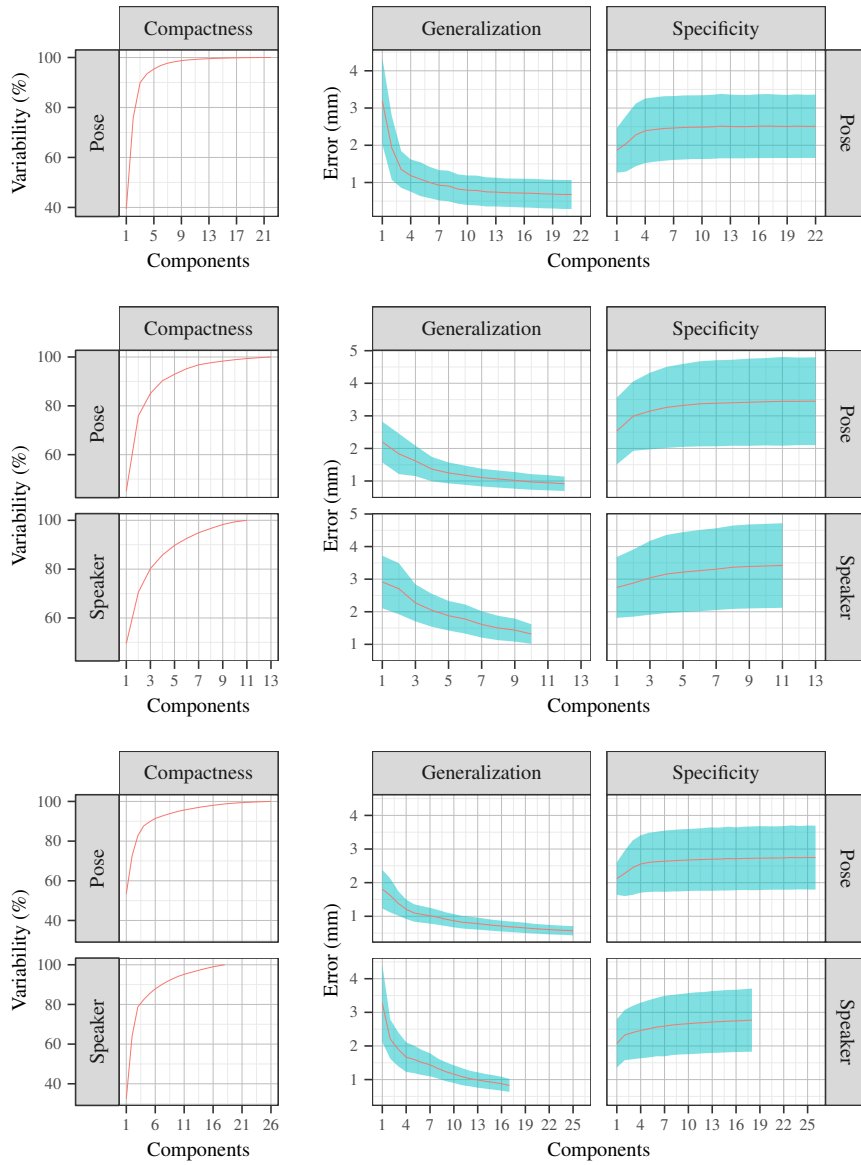 Compactness
Generalization
Specificity
Variability (%)
100
80
60
40
Pose
1 5 9 13 17 21
Components
Error (mm)
4
3
2
1
1 4 7 10 13 16 19 22
1 4 7 10 13 16 19 22
Components
Pose
Compactness
Generalization
Specificity
Variability (%)
100
80
60
Pose
100
80
60
Speaker
1 3 5 7 9 11 13
Components
Error (mm)
5
4
3
2
1
5
4
3
2
1
1 3 5 7 9 11 13
1 3 5 7 9 11 13
Components
Pose
Speaker
Compactness
Generalization
Specificity
Variability (%)
100
80
60
40
Pose
100
80
60
40
Speaker
1 6 11 16 21 26
Components
Error (mm)
4
3
2
1
4
3
2
1
1 4 7 10 13 16 19 22 25
1 4 7 10 13 16 19 22 25
Components
Pose
Speaker